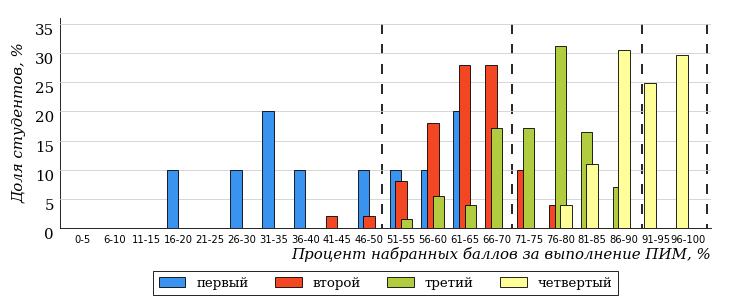 Доля студентов, %
35
30
25
20
15
10
5
0
0-5 6-10 11-15 16-20 21-25 26-30 31-35 36-40 41-45 46-50 51-55 56-60 61-65 66-70 71-75 76-80 81-85 86-90 91-95 96-100
Процент набранных баллов за выполнение ПИМ, %
первый второй третий четвертый